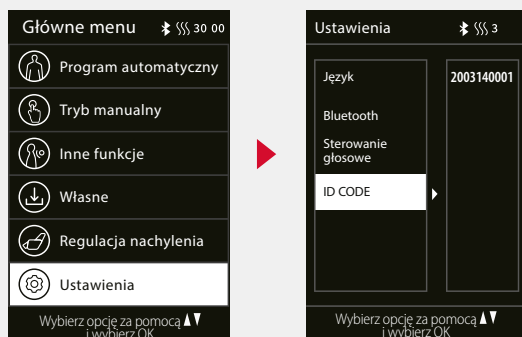 Główne menu 30 00
Program automatyczny
Tryb manualny
Inne funkcje
Własne
Regulacja nachylenia
Ustawienia
Wybierz opcję za pomocą
i wybierz OK
Ustawienia 3
Język
Bluetooth
Sterowanie
głosowe
ID CODE
2003140001
Wybierz opcję za pomocą
i wybierz OK